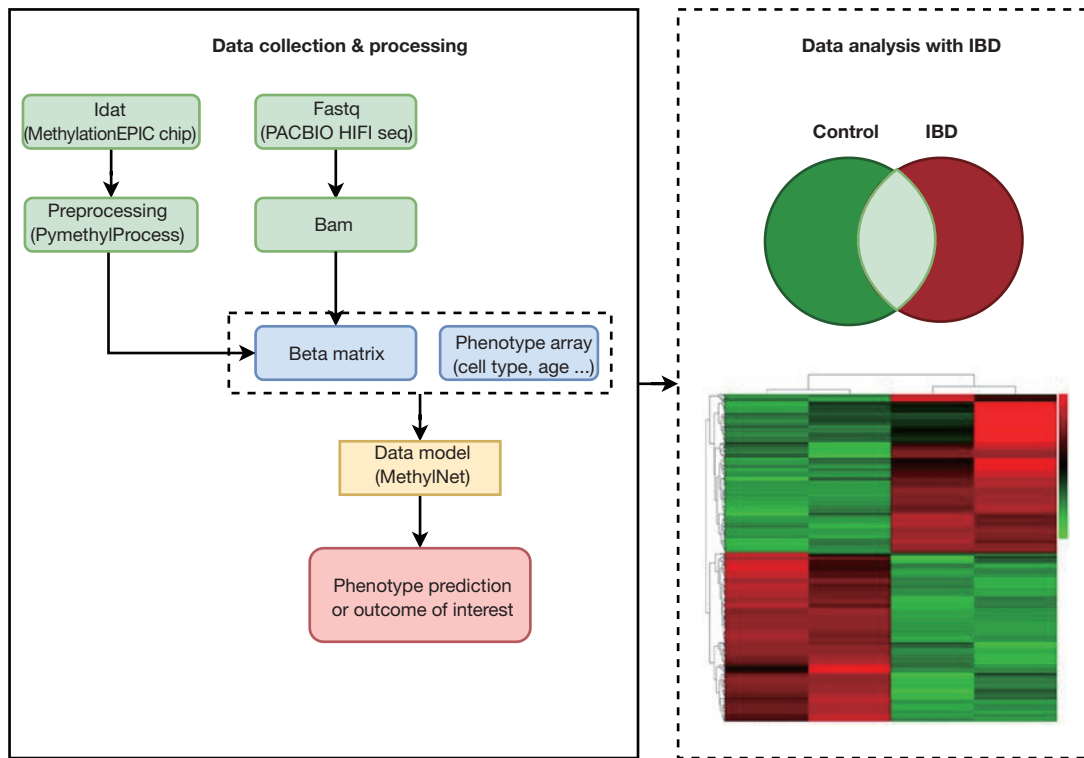 Data collection & processing
Idat
(MethylationEPIC chip)
Fastq
(PACBIO HIFI seq)
Preprocessing
(PymethylProcess)
Bam
Beta matrix
Phenotype array
(cell type, age ...)
Data model
(MethylNet)
Phenotype prediction
or outcome of interest
Data analysis with IBD
Control
IBD